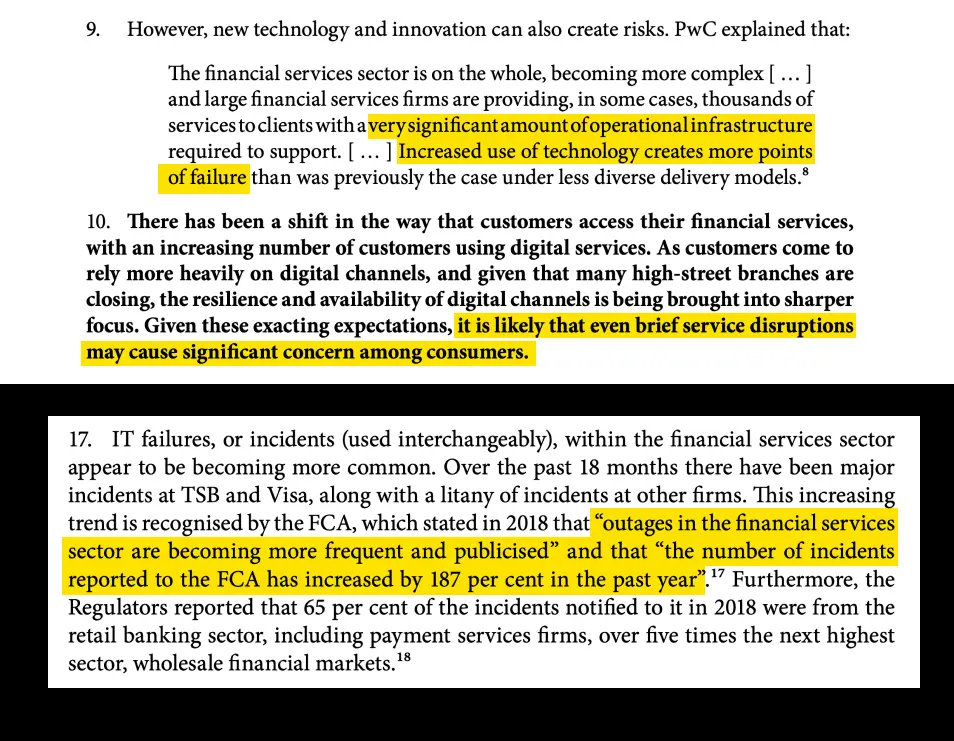 9. However, new technology and innovation can also create risks. PwC explained that:
The financial services sector is on the whole, becoming more complex [ … ]
and large financial services firms are providing, in some cases, thousands of
services to clients with a very significant amount of operational infrastructure
required to support. [ … ] Increased use of technology creates more points
of failure than was previously the case under less diverse delivery models.⁸
10. There has been a shift in the way that customers access their financial services,
with an increasing number of customers using digital services. As customers come to
rely more heavily on digital channels, and given that many high-street branches are
closing, the resilience and availability of digital channels is being brought into sharper
focus. Given these exacting expectations, it is likely that even brief service disruptions
may cause significant concern among consumers.
17. IT failures, or incidents (used interchangeably), within the financial services sector
appear to be becoming more common. Over the past 18 months there have been major
incidents at TSB and Visa, along with a litany of incidents at other firms. This increasing
trend is recognised by the FCA, which stated in 2018 that “outages in the financial services
sector are becoming more frequent and publicised” and that “the number of incidents
reported to the FCA has increased by 187 per cent in the past year”.¹⁷ Furthermore, the
Regulators reported that 65 per cent of the incidents notified to it in 2018 were from the
retail banking sector, including payment services firms, over five times the next highest
sector, wholesale financial markets.¹⁸